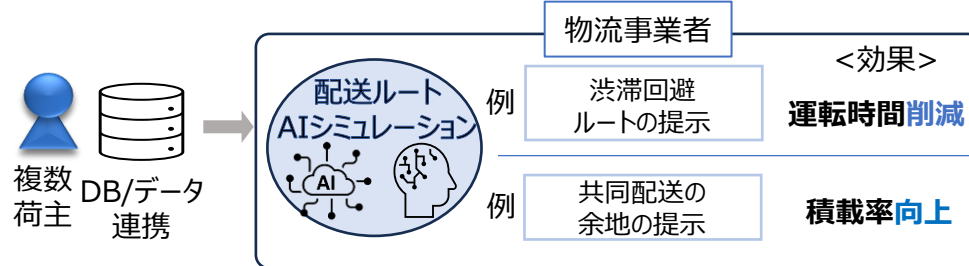 物流事業者
<効果>
複数
荷主
DB/データ
連携
配送ルート
AIシミュレーション
AI
例
渋滞回避
ルートの提示
運転時間削減
例
共同配送の
余地の提示
積載率向上